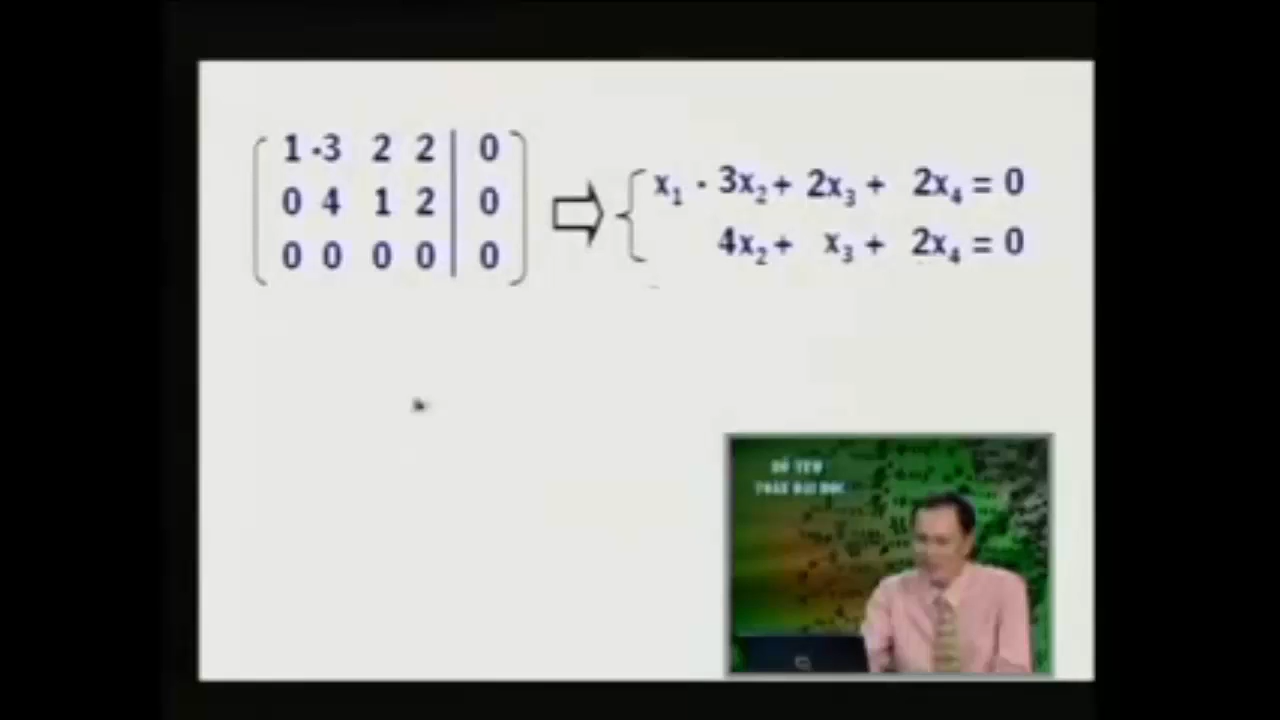 1 -3 2 2 | 0
0 4 1 2 | 0
0 0 0 0 | 0
x₁ - 3x₂ + 2x₃ + 2x₄ = 0
4x₂ + x₃ + 2x₄ = 0